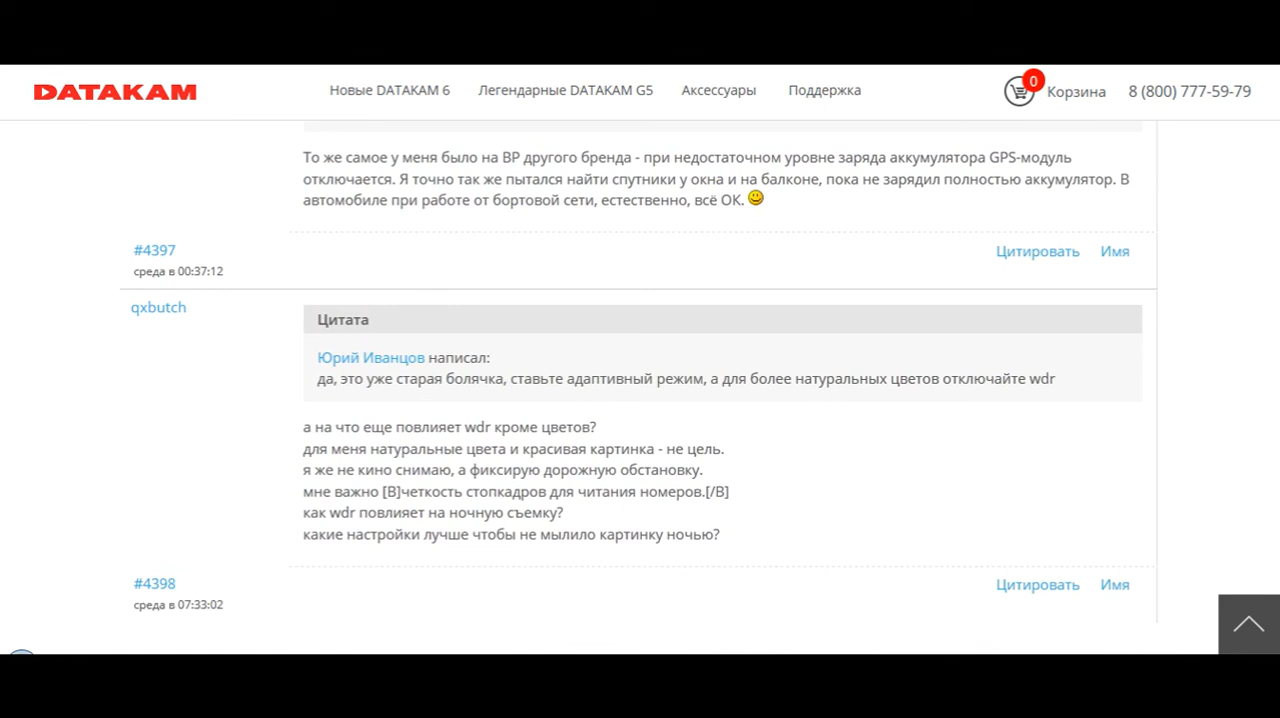 DATAKAM
Новые DATAKAM 6
Легендарные DATAKAM G5
Аксессуары
Поддержка
0
Корзина
8 (800) 777-59-79
То же самое у меня было на ВР другого бренда - при недостаточном уровне заряда аккумулятора GPS-модуль
отключается. Я точно так же пытался найти спутники у окна и на балконе, пока не зарядил полностью аккумулятор. В
автомобиле при работе от бортовой сети, естественно, всё ОК.
#4397
Цитировать
Имя
среда в 00:37:12
qxbutch
Цитата
Юрий Иванцов написал:
да, это уже старая болячка, ставьте адаптивный режим, а для более натуральных цветов отключайте wdr
а на что еще повлияет wdr кроме цветов?
для меня натуральные цвета и красивая картинка - не цель.
я же не кино снимаю, а фиксирую дорожную обстановку.
мне важно [B]четкость стопкадров для читания номеров.[/B]
как wdr повлияет на ночную съемку?
какие настройки лучше чтобы не мылило картинку ночью?
#4398
Цитировать
Имя
среда в 07:33:02